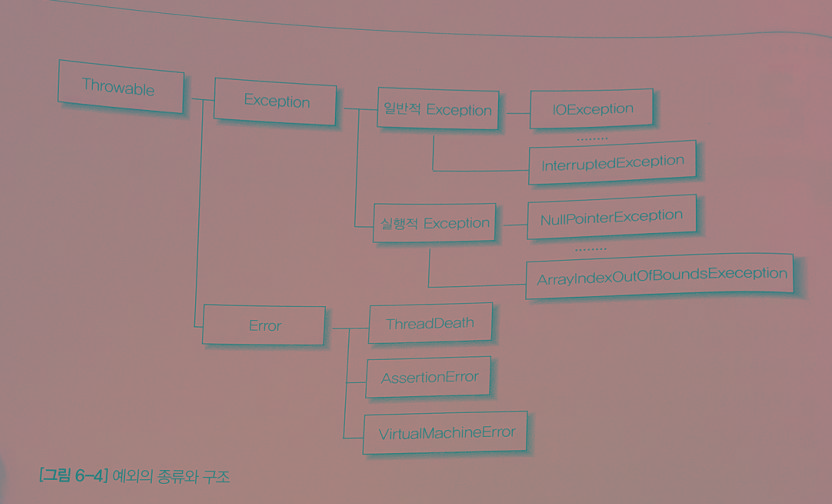 Throwable
Exception
일반적 Exception
IOException
........
InterruptedException
실행적 Exception
NullPointerException
........
ArrayIndexOutOfBoundsExeception
Error
ThreadDeath
AssertionError
VirtualMachineError
[그림 6-4] 예외의 종류와 구조